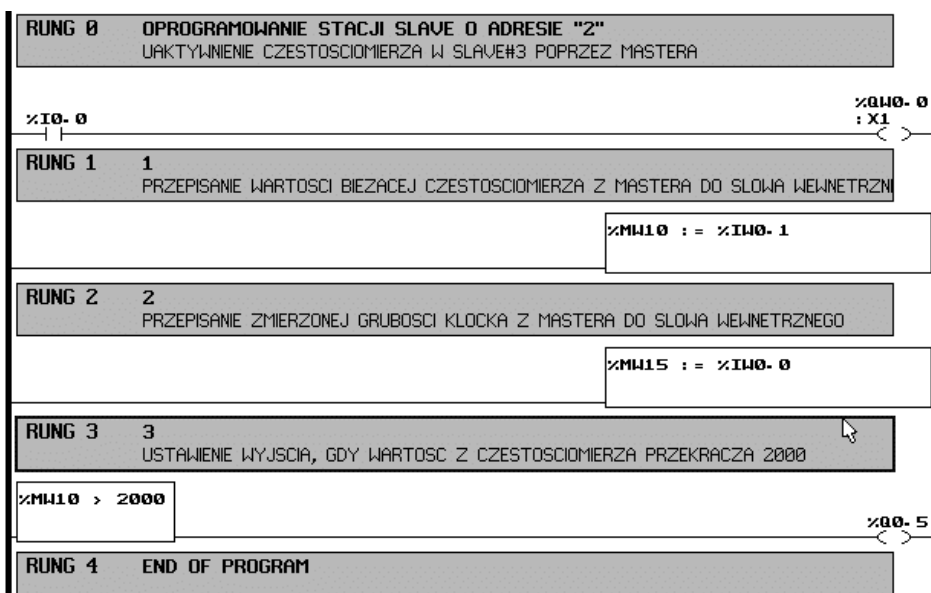 RUNG 0 OPROGRAMOWANIE STACJI SLAVE O ADRESIE "2"
UAKTYWNIENIE CZESTOSCIOMIERZA W SLAVE#3 POPRZEZ MASTERA
%I0.0
%QW0.0
:X1
RUNG 1 1
PRZEPISANIE WARTOSCI BIEZACEJ CZESTOSCIOMIERZA Z MASTERA DO SLOWA WEWNETRZN
%MW10 := %IW0.1
RUNG 2 2
PRZEPISANIE ZMIERZONEJ GRUBOSCI KLOCKA Z MASTERA DO SLOWA WEWNETRZNEGO
%MW15 := %IW0.0
RUNG 3 3
USTAWIENIE WYJSCIA, GDY WARTOSC Z CZESTOSCIOMIERZA PRZEKRACZA 2000
%MW10 > 2000
%Q0.5
RUNG 4 END OF PROGRAM